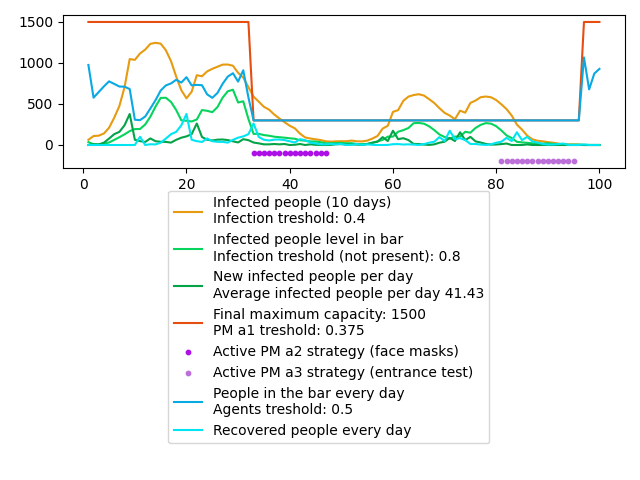 1500
1000
500
0
0 20 40 60 80 100
Infected people (10 days)
Infection treshold: 0.4
Infected people level in bar
Infection treshold (not present): 0.8
New infected people per day
Average infected people per day 41.43
Final maximum capacity: 1500
PM a1 treshold: 0.375
Active PM a2 strategy (face masks)
Active PM a3 strategy (entrance test)
People in the bar every day
Agents treshold: 0.5
Recovered people every day